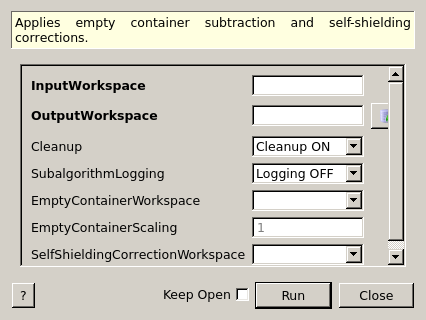 Applies empty container subtraction and self-shielding
corrections.
InputWorkspace
OutputWorkspace
Cleanup Cleanup ON
SubalgorithmLogging Logging OFF
EmptyContainerWorkspace
EmptyContainerScaling 1
SelfShieldingCorrectionWorkspace
? Keep Open Run Close